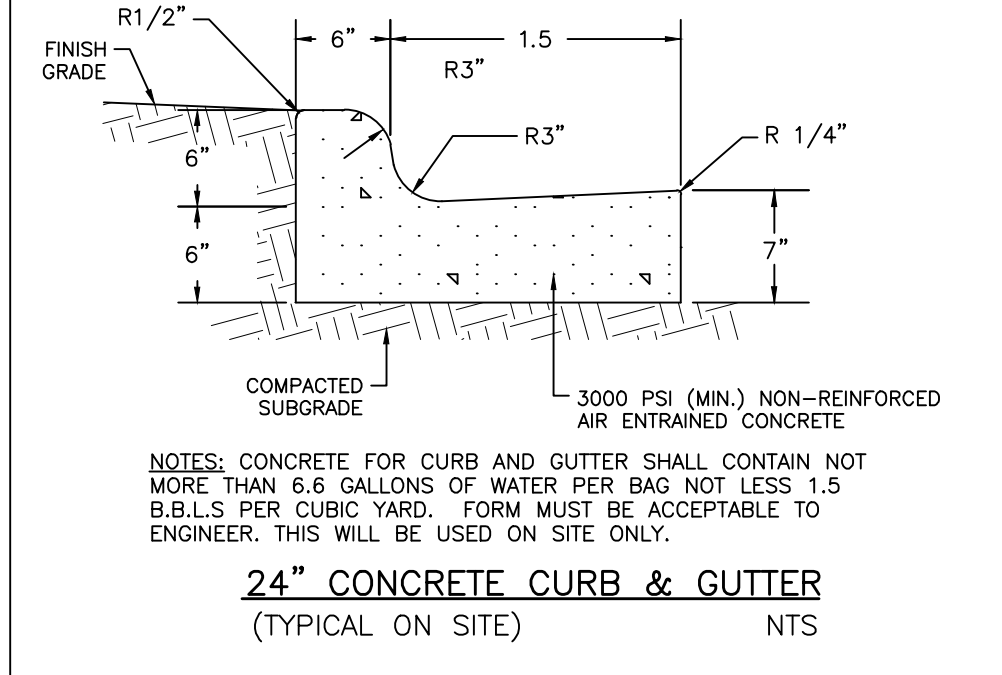 R1/2”
6”
1.5
FINISH
GRADE
R3”
6”
R3”
R 1/4”
6”
7”
COMPACTED
SUBGRADE
3000 PSI (MIN.) NON-REINFORCED
AIR ENTRAINED CONCRETE
NOTES: CONCRETE FOR CURB AND GUTTER SHALL CONTAIN NOT
MORE THAN 6.6 GALLONS OF WATER PER BAG NOT LESS 1.5
B.B.L.S PER CUBIC YARD. FORM MUST BE ACCEPTABLE TO
ENGINEER. THIS WILL BE USED ON SITE ONLY.
24” CONCRETE CURB & GUTTER
(TYPICAL ON SITE) NTS